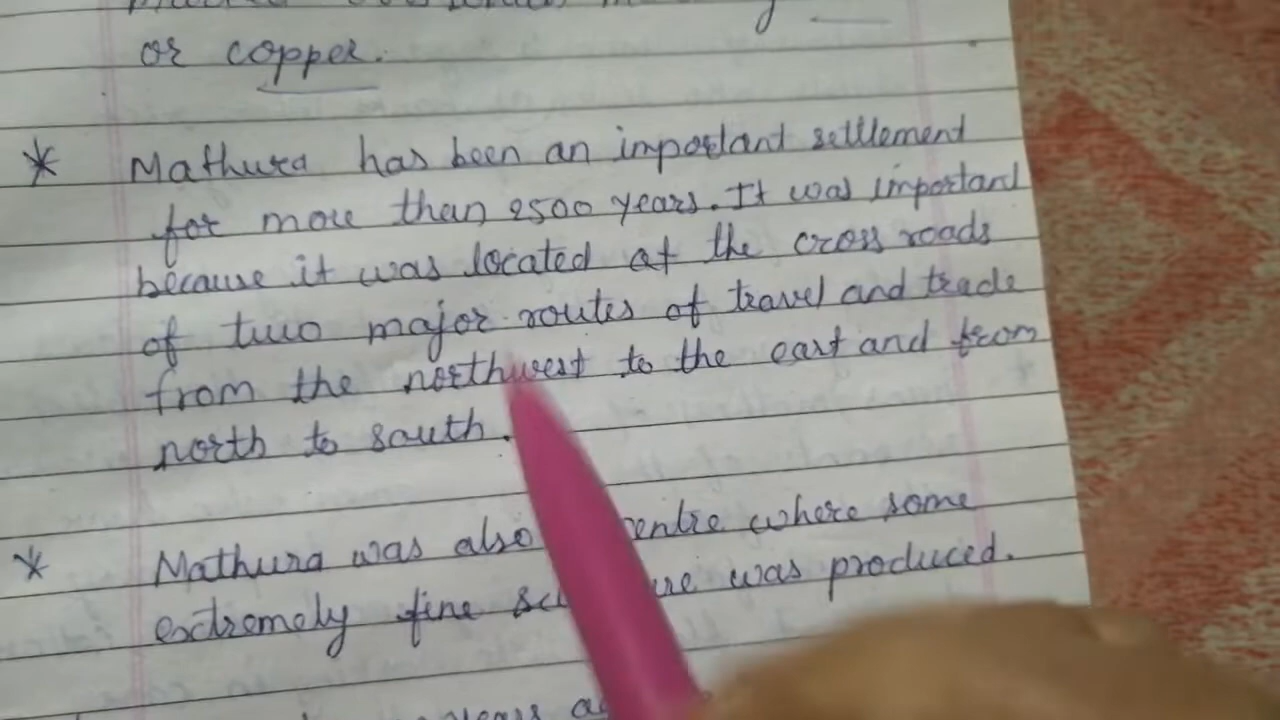 or copper.
* Mathura has been an important settlement
for more than 2500 years. It was important
because it was located at the cross roads
of two major routes of travel and trade
from the northwest to the east and from
north to south.
* Mathura was also centre where some
extremely fine was produced.
years